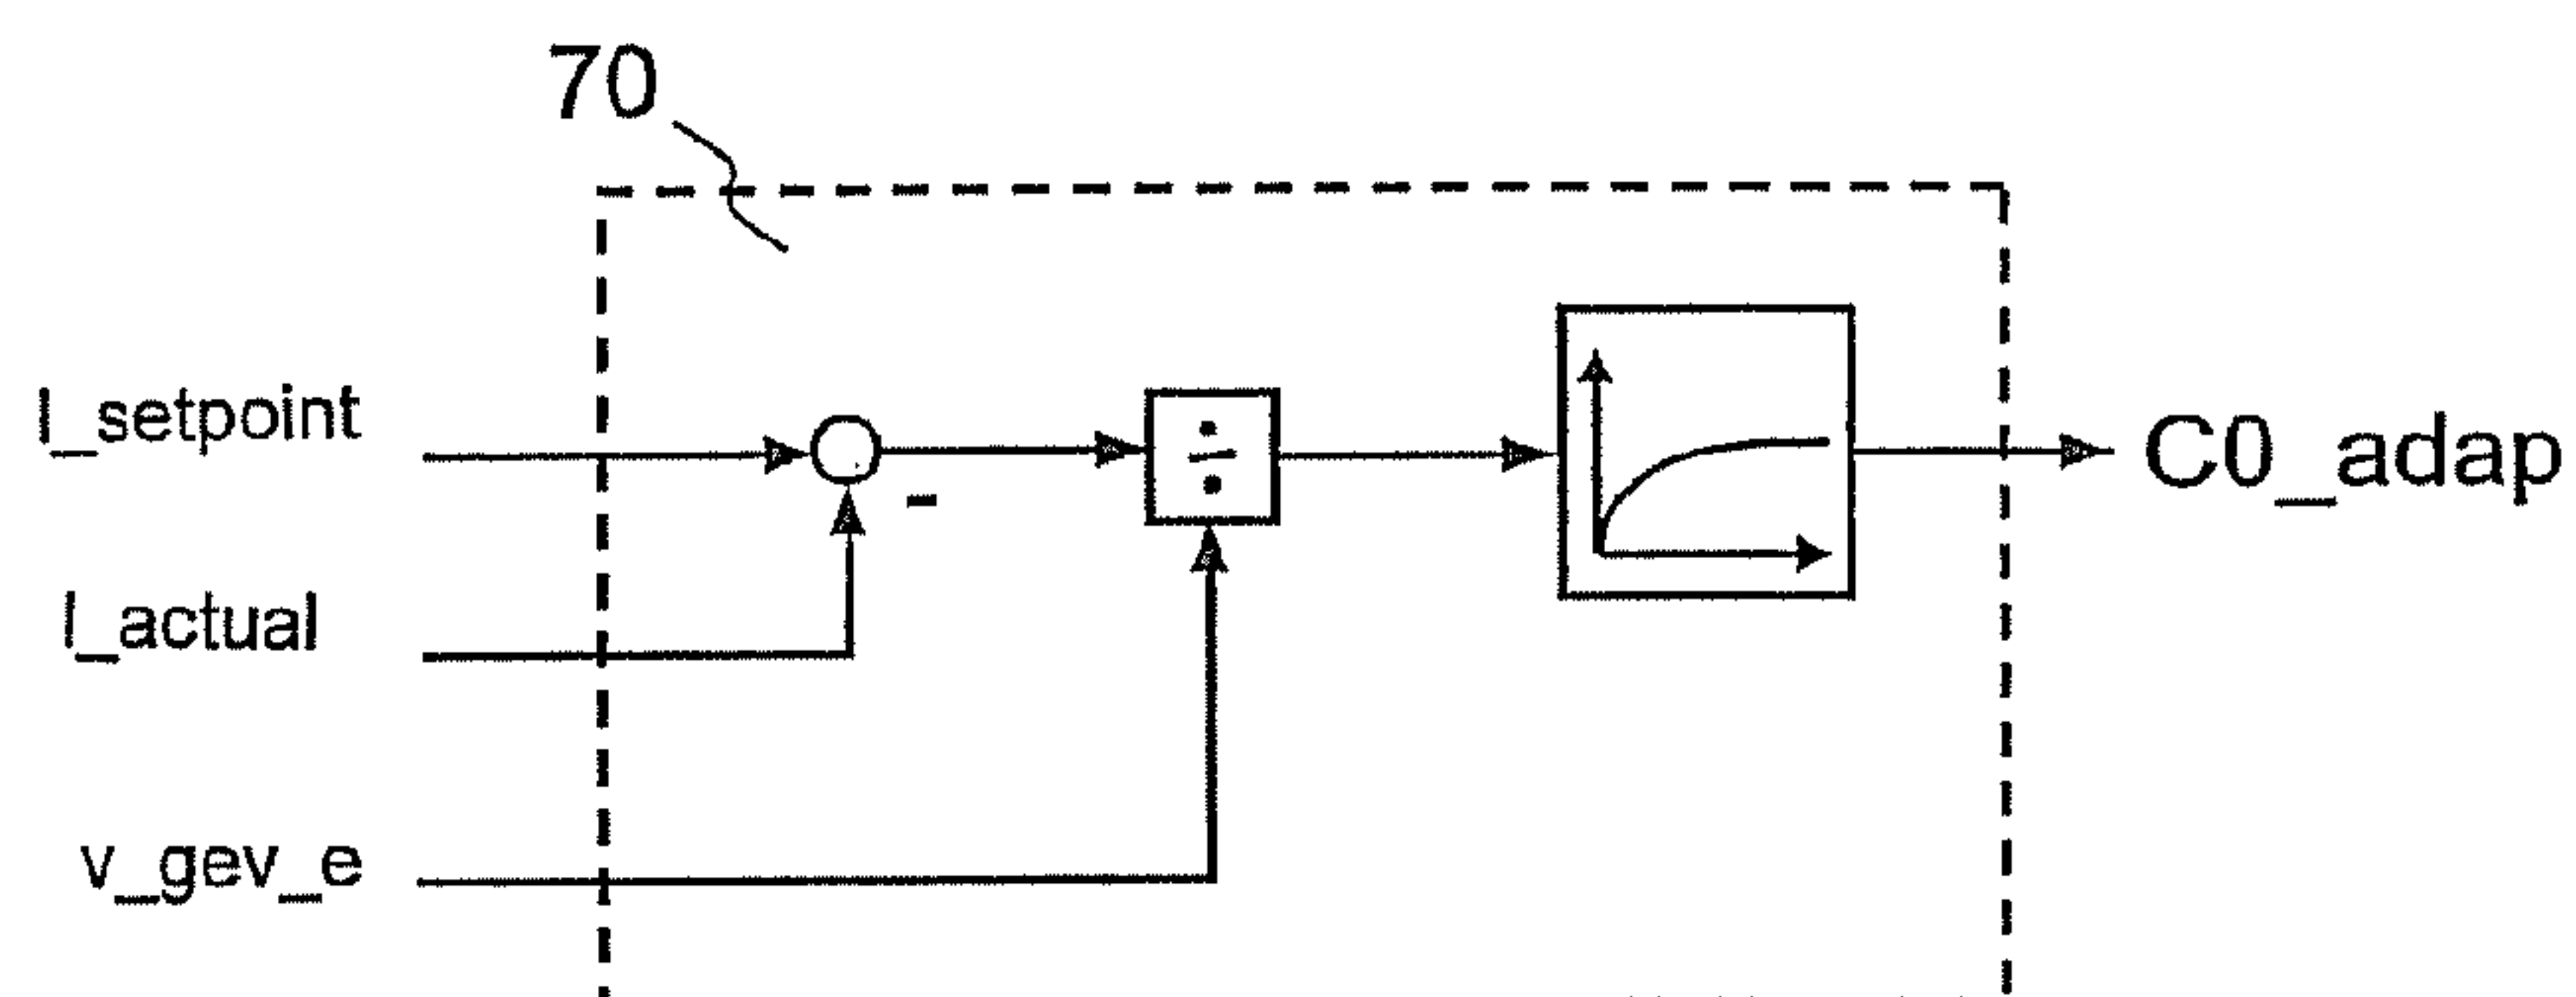 70
I_setpoint
C0_adap
I_actual
-
÷
v_gev_e